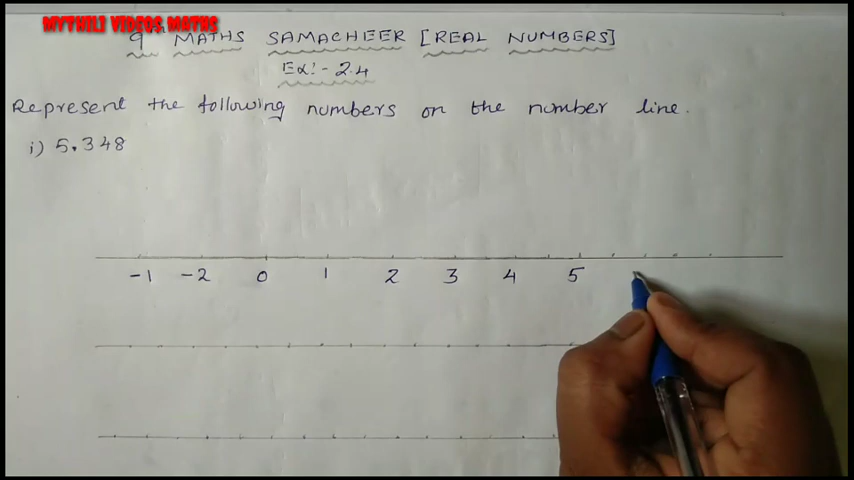 MYTHILI VIDEOS MATHS
9th MATHS SAMACHEER [REAL NUMBERS]
Ex:- 2.4
Represent the following numbers on the number line.
i) 5.348
-1 -2 0 1 2 3 4 5